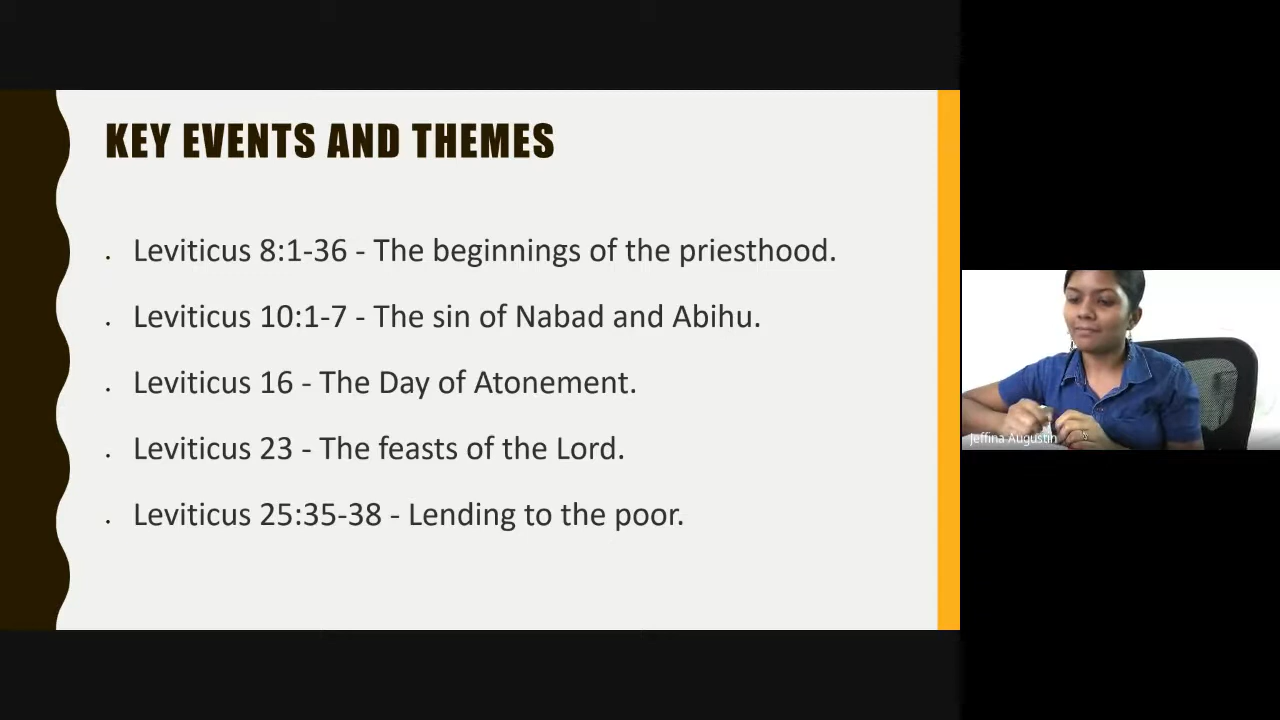 KEY EVENTS AND THEMES
Leviticus 8:1-36 - The beginnings of the priesthood.
Leviticus 10:1-7 - The sin of Nabad and Abihu.
Leviticus 16 - The Day of Atonement.
Leviticus 23 - The feasts of the Lord.
Leviticus 25:35-38 - Lending to the poor.
Jeffina Augustin